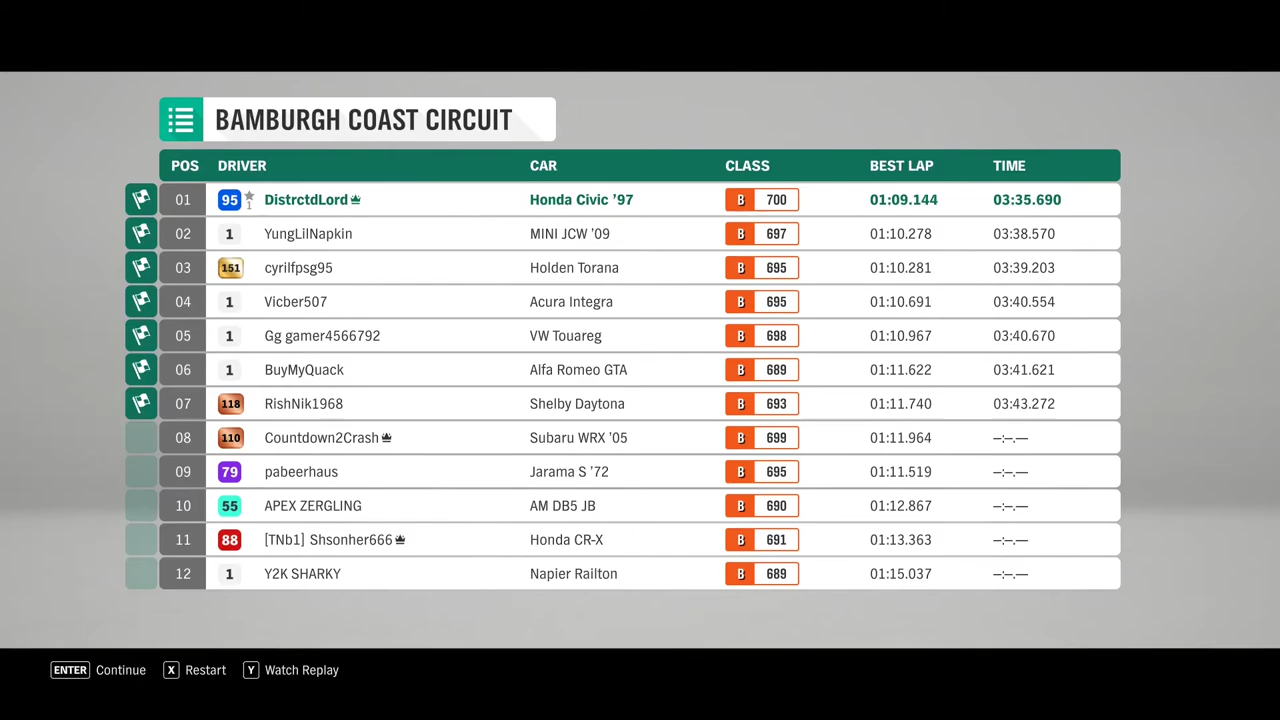 BAMBURGH COAST CIRCUIT
POS DRIVER CAR CLASS BEST LAP TIME
01 95 1 DistrctdLord Honda Civic ’97 B 700 01:09.144 03:35.690
02 1 YungLilNapkin MINI JCW ’09 B 697 01:10.278 03:38.570
03 151 cyrilfpsg95 Holden Torana B 695 01:10.281 03:39.203
04 1 Vicber507 Acura Integra B 695 01:10.691 03:40.554
05 1 Gg gamer4566792 VW Touareg B 698 01:10.967 03:40.670
06 1 BuyMyQuack Alfa Romeo GTA B 689 01:11.622 03:41.621
07 118 RishNik1968 Shelby Daytona B 693 01:11.740 03:43.272
08 110 Countdown2Crash Subaru WRX ’05 B 699 01:11.964 –:–.––
09 79 pabeerhaus Jarama S ’72 B 695 01:11.519 –:–.––
10 55 APEX ZERGLING AM DB5 JB B 690 01:12.867 –:–.––
11 88 [TNb1] Shsonher666 Honda CR-X B 691 01:13.363 –:–.––
12 1 Y2K SHARKY Napier Railton B 689 01:15.037 –:–.––
ENTER Continue X Restart Y Watch Replay